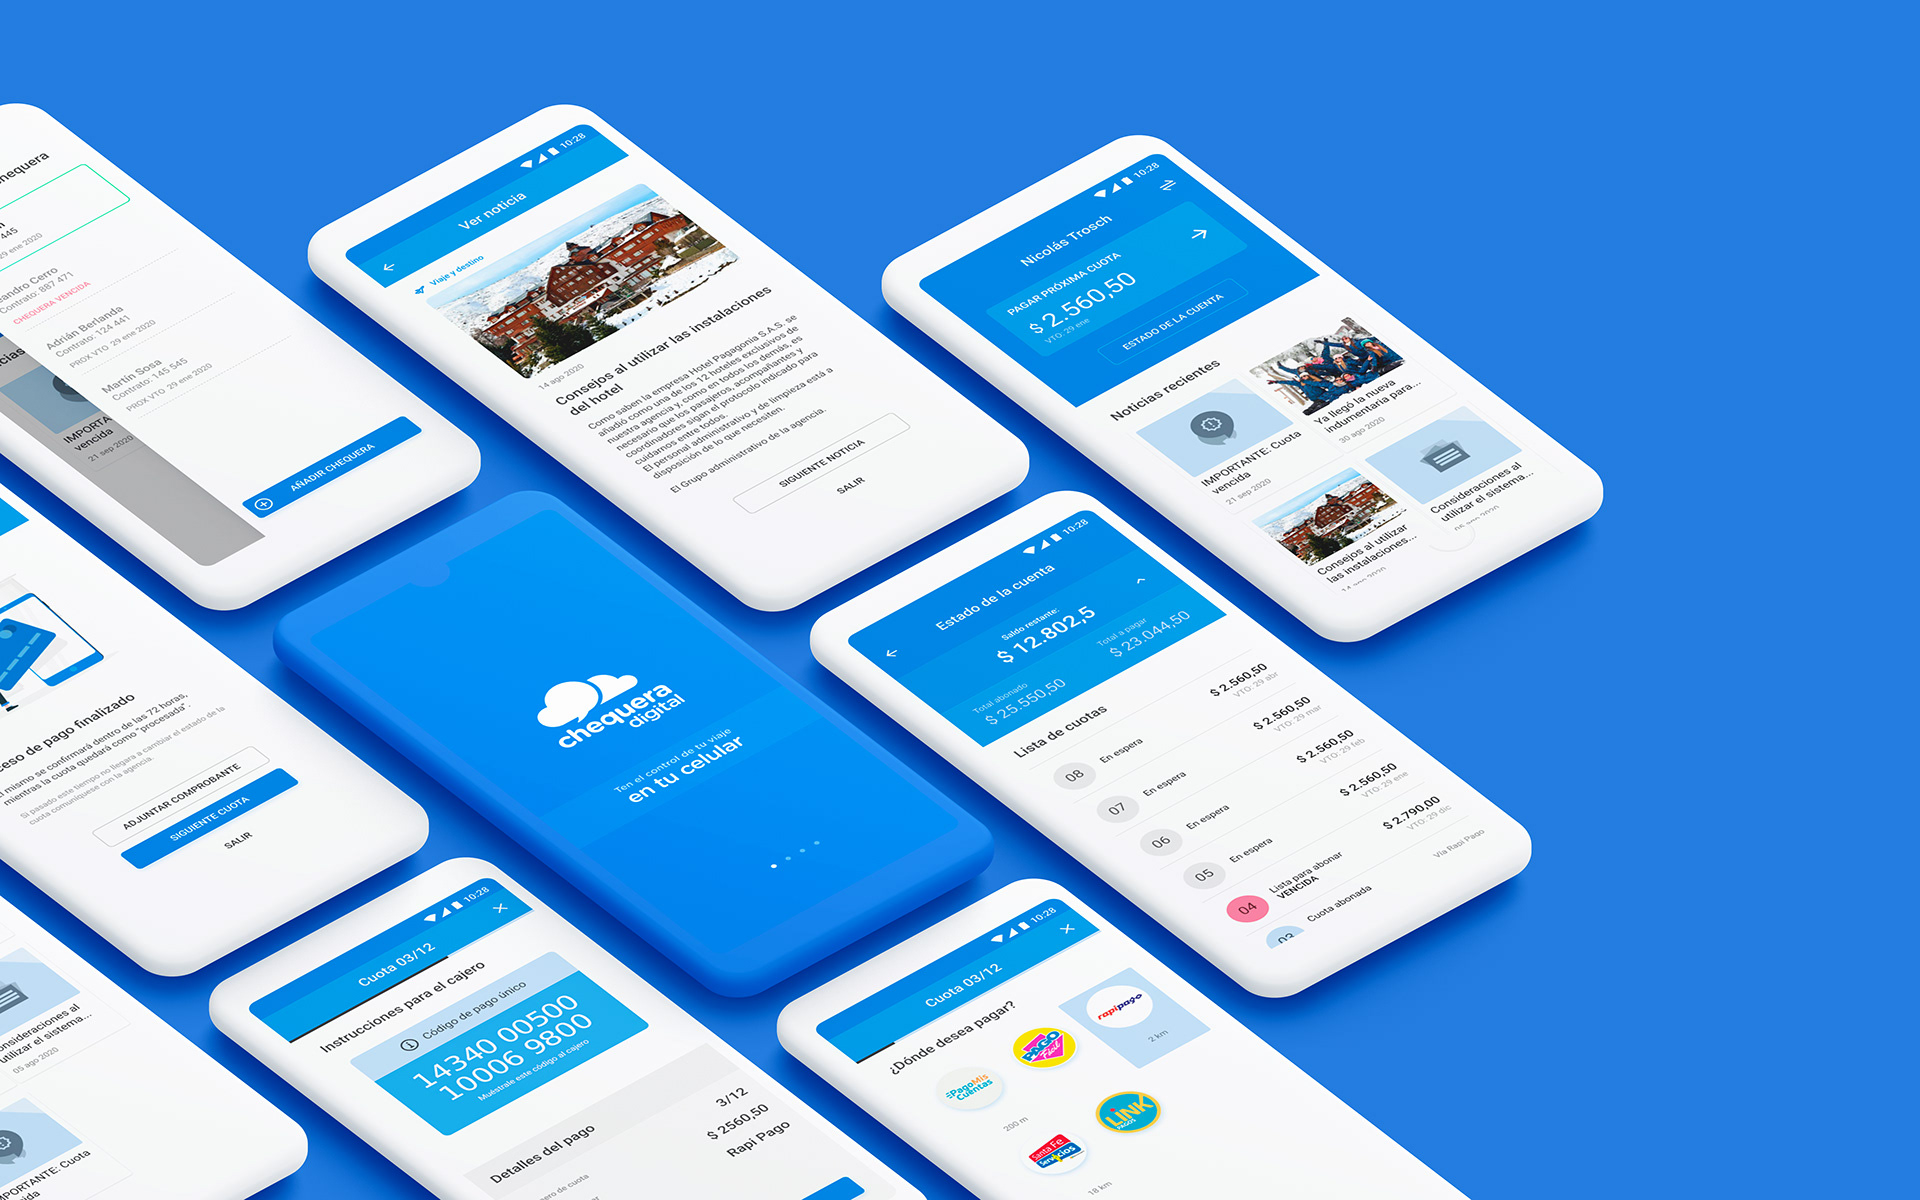 hequera
445
29 ene 2020
eandro Cerro
Contrato: 887 471
CHEQUERA VENCIDA
Adrián Berlanda
Contrato: 124 441
PROX VTO 29 ene 2020
Martín Sosa
Contrato: 145 545
PROX VTO 29 ene 2020
cias
IMPORTA
vencida
21 sep 2020
AÑADIR CHEQUERA
10:28
Ver noticia
Viaje y destino
14 ago 2020
Consejos al utilizar las instalaciones
del hotel
Como saben la empresa Hotel Pagagonia S.A.S. se
añadió como una de los 12 hoteles exclusivos de
nuestra agencia y, como en todos los demás, es
necesario que los pasajeros, acompañantes y
coordinadores sigan el protocolo indicado para
cuidarnos entre todos.
El personal administrativo y de limpieza está a
disposición de lo que necesiten.
El Grupo administrativo de la agencia.
SIGUIENTE NOTICIA
SALIR
10:28
Nicolás Trosch
PAGAR PRÓXIMA CUOTA
$ 2.560,50
VTO: 29 ene
ESTADO DE LA CUENTA
Noticias recientes
IMPORTANTE: Cuota
vencida
21 sep 2020
Ya llegó la nueva
indumentaria para...
30 ago 2020
Consejos al utilizar
las instalaciones...
Consideraciones al
utilizar el sistema...
eso de pago finalizado
l mismo se confirmará dentro de las 72 horas,
mientras la cuota quedará como "procesada".
Si pasado este tiempo no llegara a cambiar el estado de la
cuota comuníquese con la agencia.
ADJUNTAR COMPROBANTE
SIGUIENTE CUOTA
SALIR
chequera
digital
Ten el control de tu viaje
en tu celular
10:28
Estado de la cuenta
Saldo restante:
$ 12.802,5
Total abonado
$ 25.550,50
Total a pagar
$ 23.044,50
Lista de cuotas
08
En espera
$ 2.560,50
VTO: 29 abr
07
En espera
$ 2.560,50
VTO: 29 mar
06
En espera
$ 2.560,50
VTO: 29 feb
05
En espera
$ 2.560,50
VTO: 29 ene
04
Lista para abonar
VENCIDA
$ 2.790,00
VTO: 29 dic
03
Cuota abonada
Via Rapi Pago
onsideraciones al
utilizar el sistema...
05 ago 2020
PORTANTE: Cuota
cida
10:28
Cuota 03/12
Instrucciones para el cajero
Código de pago único
14340 00500
10006 9800
Muéstrale este código al cajero
Detalles del pago
3/12
$ 2560,50
Rapi Pago
ero de cuota
10:28
Cuota 03/12
¿Dónde desea pagar?
PagoMis
Cuentas
200 m
PAGO
Fácil
rapipago
2 km
LINK
PAGOS
Santa Fe
Servicios
18 km